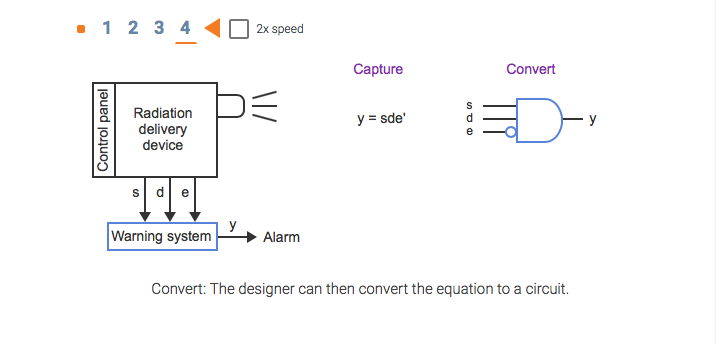 1 2 3 4 2x speed
Capture Convert
Control panel
Radiation
delivery
device
y = sde'
s
d
e
y
s d e
Warning system
y
Alarm
Convert: The designer can then convert the equation to a circuit.